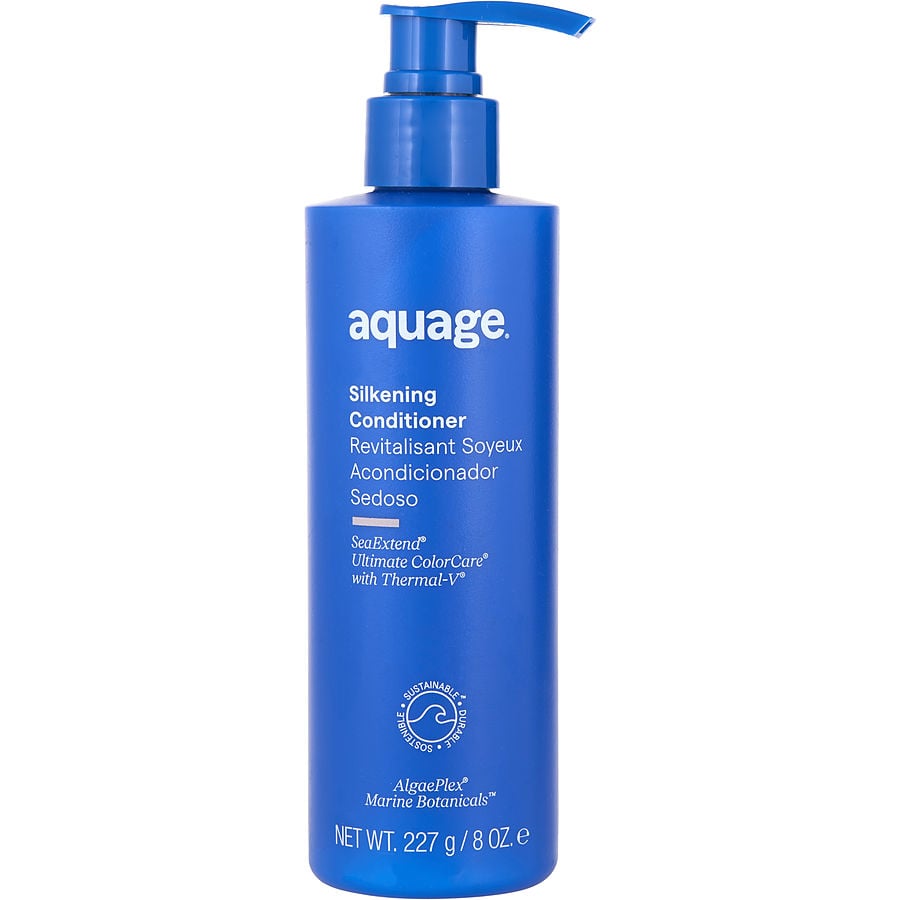 aquage®
Silkening
Conditioner
Revitalisant Soyeux
Acondicionador
Sedoso
SeaExtend®
Ultimate ColorCare®
with Thermal-V®
SUSTAINABLE • DURABLE • SOSTENIBLE •
AlgaePlex®
Marine Botanicals™
NET WT. 227 g / 8 OZ. ℮